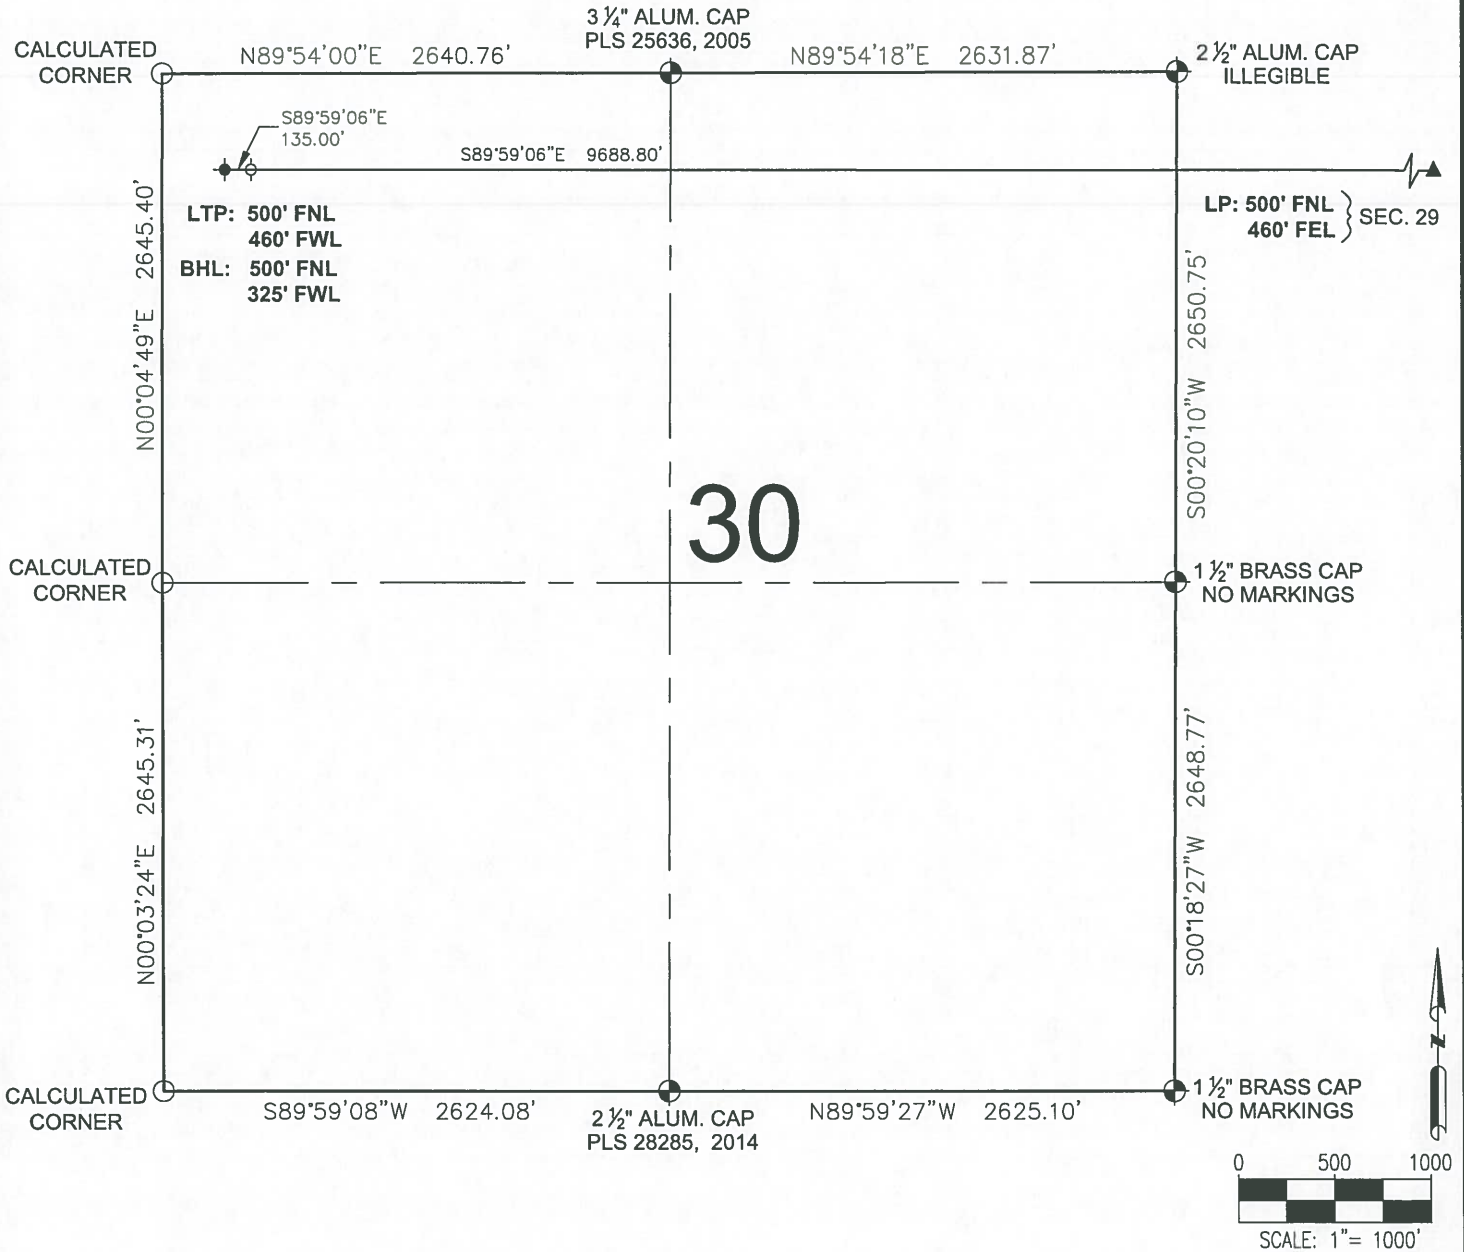 3 ¼" ALUM. CAP
PLS 25636, 2005
CALCULATED
CORNER
N89°54'00"E 2640.76'
N89°54'18"E 2631.87'
2 ½" ALUM. CAP
ILLEGIBLE
S89°59'06"E
135.00'
S89°59'06"E 9688.80'
LTP: 500' FNL
460' FWL
BHL: 500' FNL
325' FWL
LP: 500' FNL
460' FEL
SEC. 29
N00°04'49"E 2645.40'
S00°20'10"W 2650.75'
30
CALCULATED
CORNER
1 ½" BRASS CAP
NO MARKINGS
N00°03'24"E 2645.31'
S00°18'27"W 2648.77'
N
CALCULATED
CORNER
S89°59'08"W 2624.08'
2 ½" ALUM. CAP
PLS 28285, 2014
N89°59'27"W 2625.10'
1 ½" BRASS CAP
NO MARKINGS
0 500 1000
SCALE: 1"= 1000'